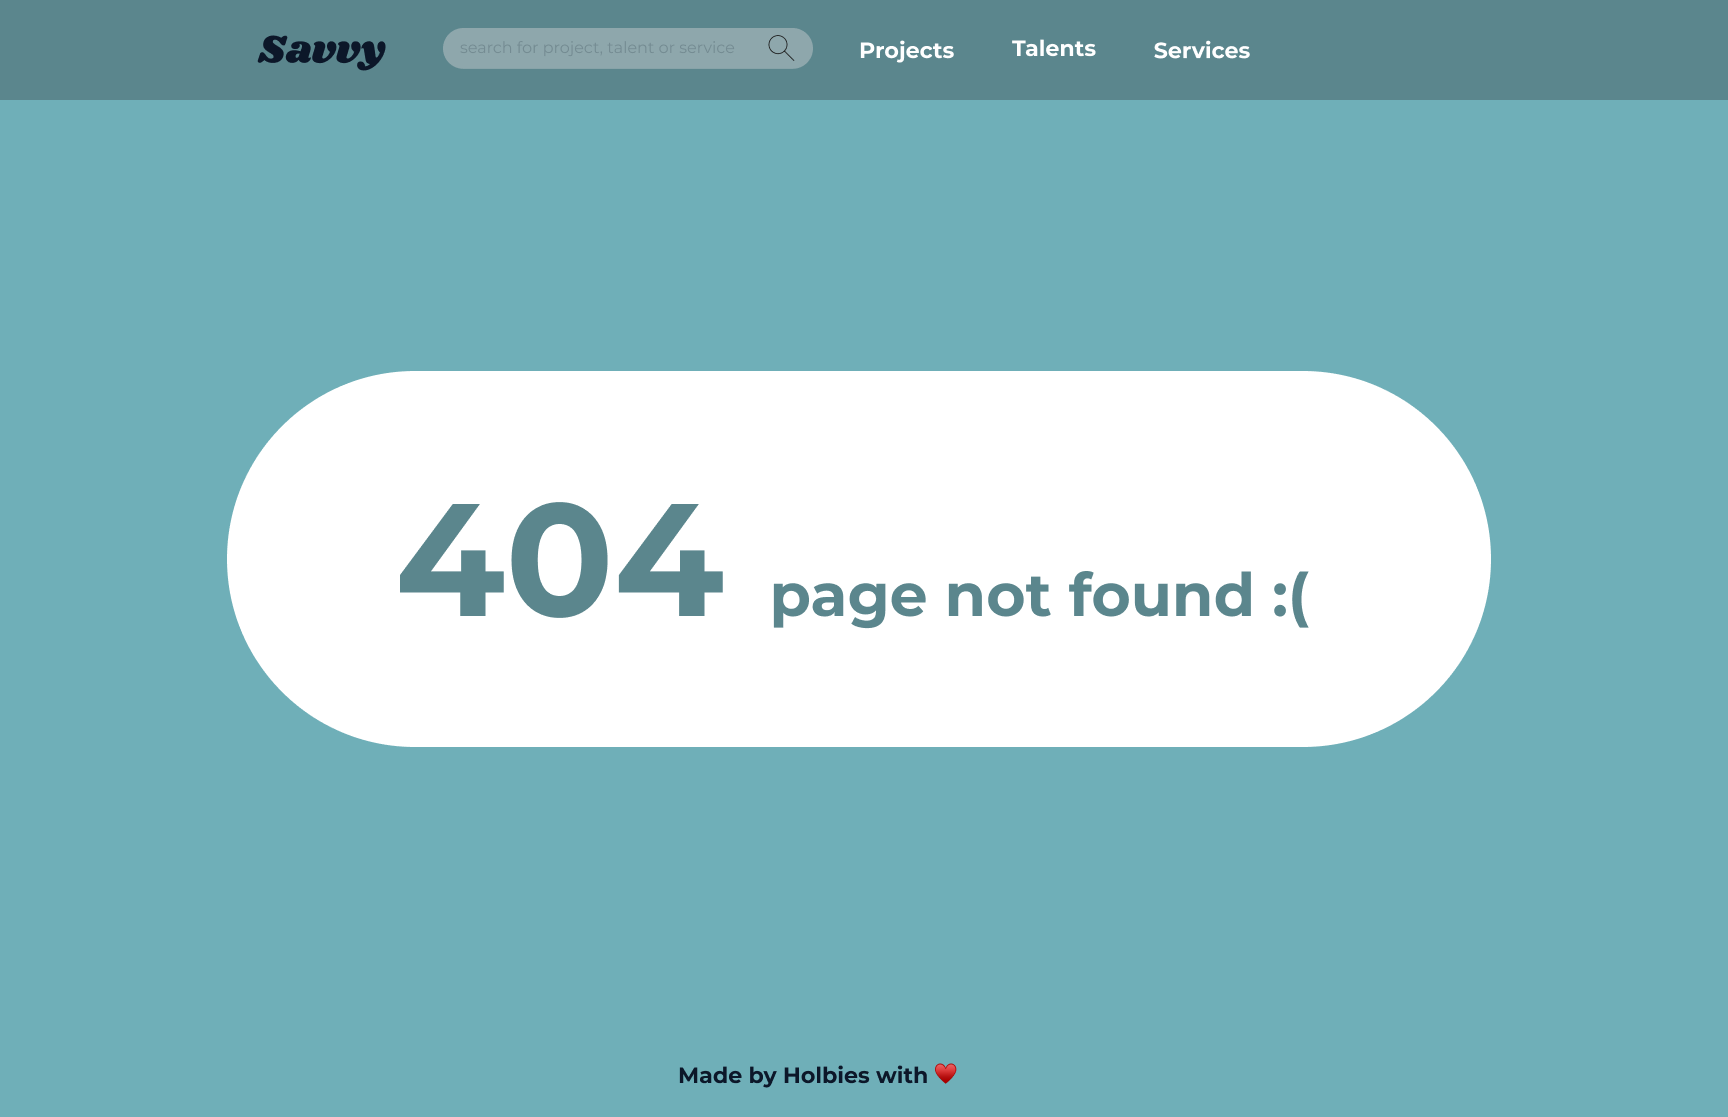 Savvy
search for project, talent or service
Projects
Talents
Services
404 page not found :(
Made by Holbies with ♥️